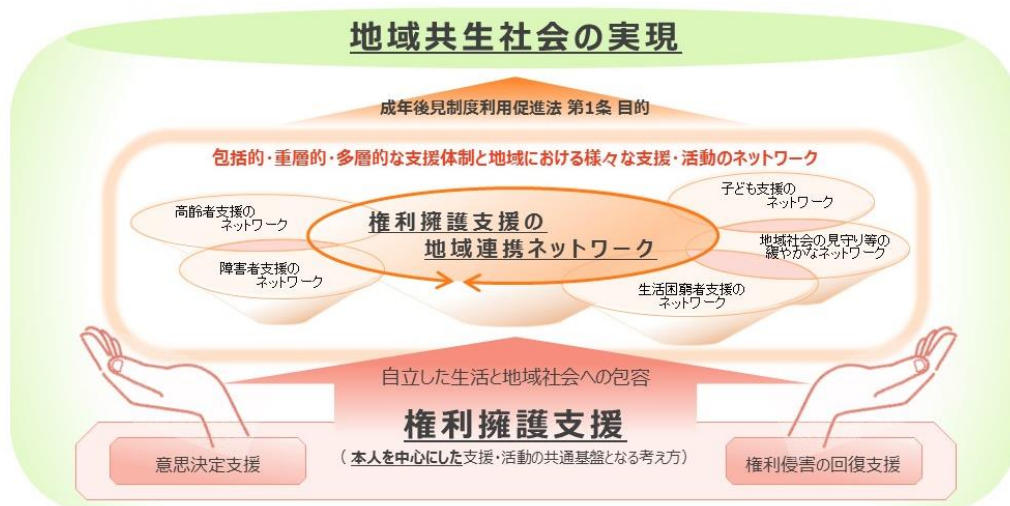 地域共生社会の実現
成年後見制度利用促進法 第1条 目的
包括的・重層的・多層的な支援体制と地域における様々な支援・活動のネットワーク
高齢者支援の
ネットワーク
障害者支援の
ネットワーク
権利擁護支援の
地域連携ネットワーク
子ども支援の
ネットワーク
地域社会の見守り等の
緩やかなネットワーク
生活困窮者支援の
ネットワーク
自立した生活と地域社会への包容
権利擁護支援
（本人を中心にした支援・活動の共通基盤となる考え方）
意思決定支援
権利侵害の回復支援